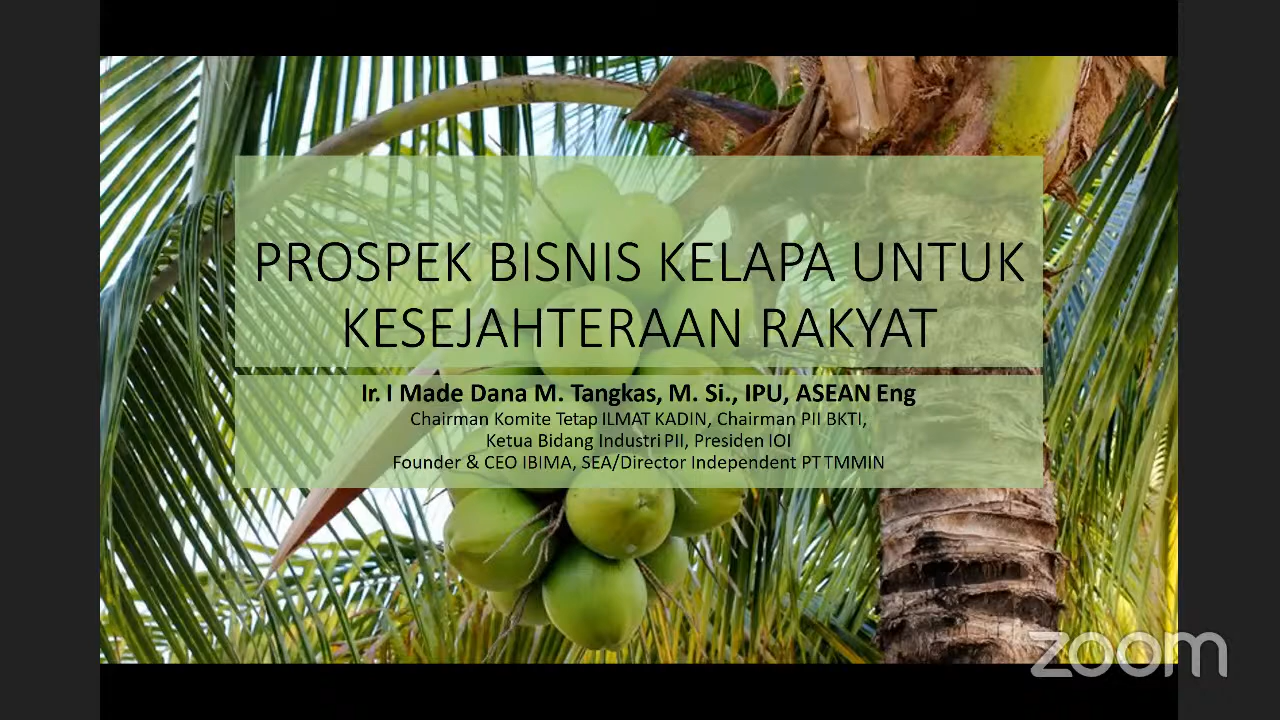 PROSPEK BISNIS KELAPA UNTUK
KESEJAHTERAAN RAKYAT
Ir. I Made Dana M. Tangkas, M. Si., IPU, ASEAN Eng
Chairman Komite Tetap ILMAT KADIN, Chairman PII BKTI,
Ketua Bidang Industri PII, Presiden IOI
Founder & CEO IBIMA, SEA/Director Independent PT TMMIN
zoom